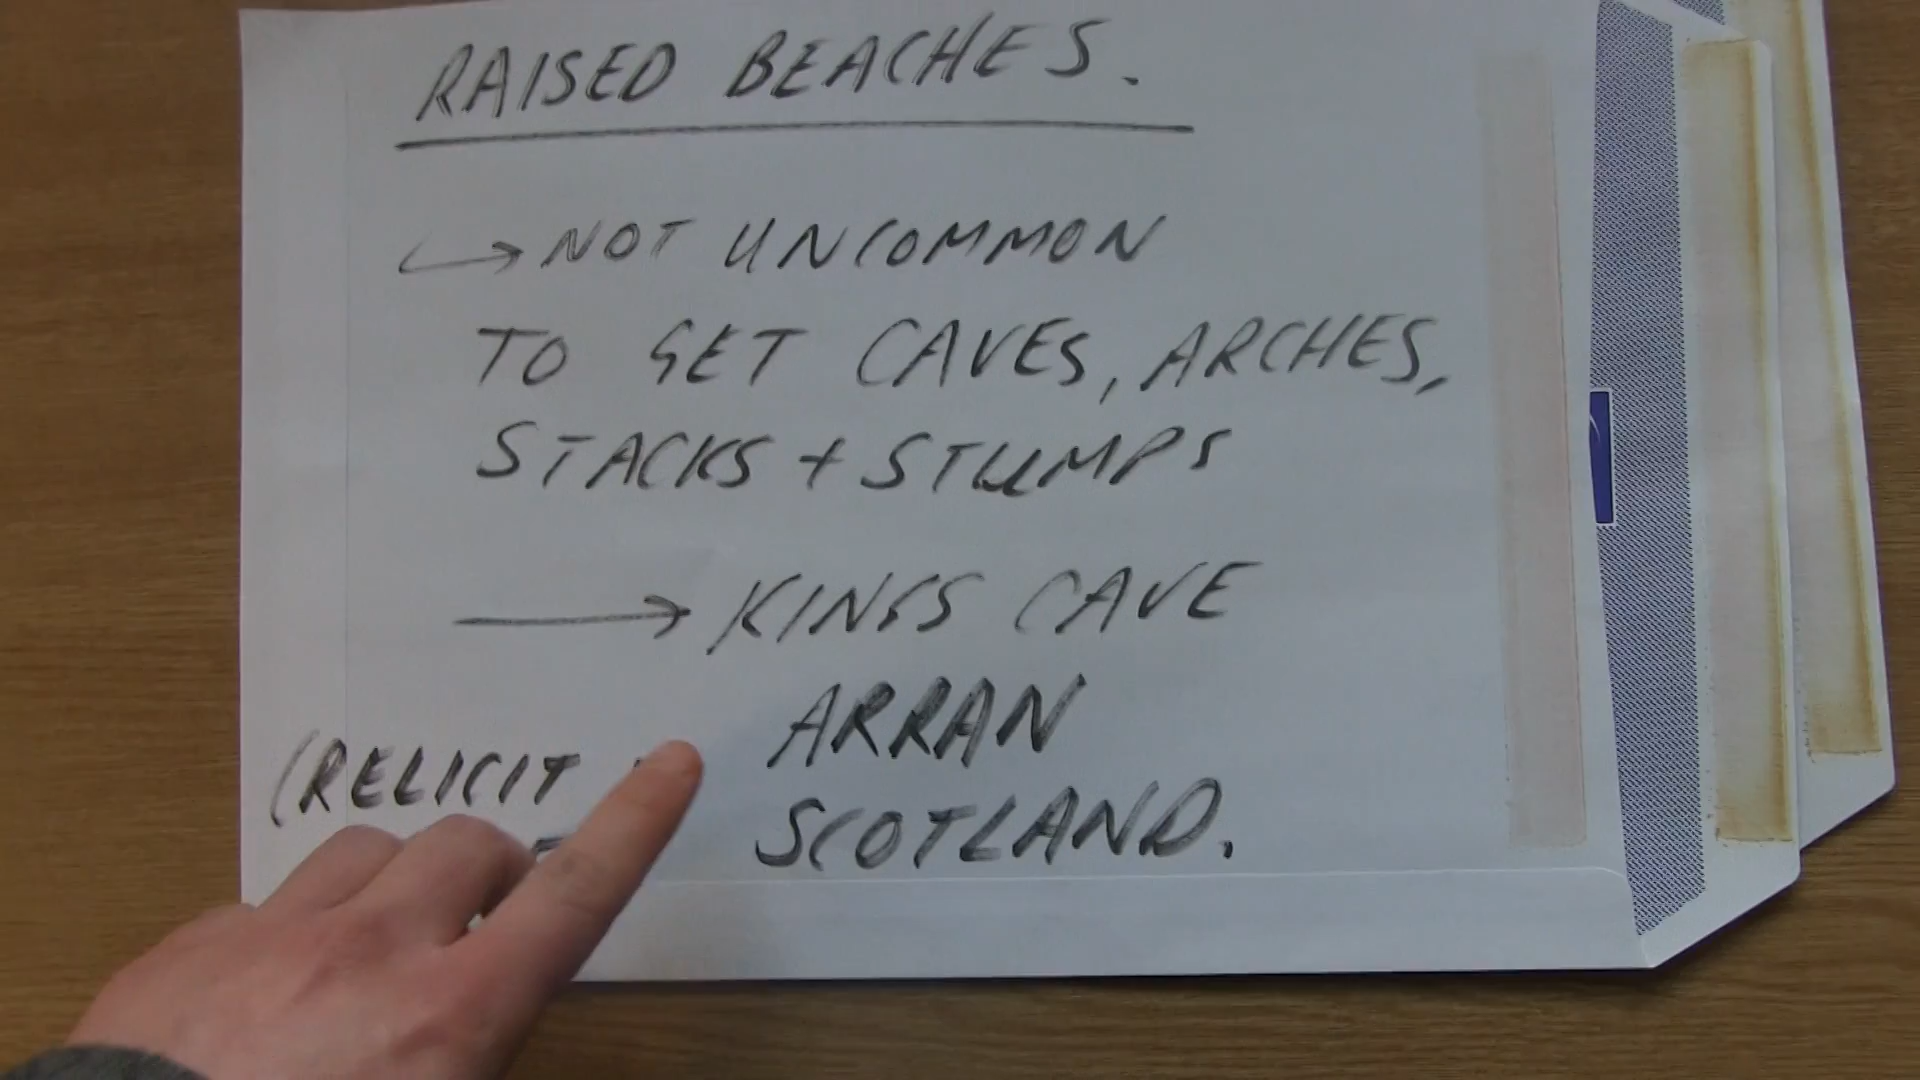 RAISED BEACHES.
↳ NOT UNCOMMON
TO GET CAVES, ARCHES,
STACKS + STUMPS
→ KINGS CAVE
ARRAN
(RELICIT
SCOTLAND.